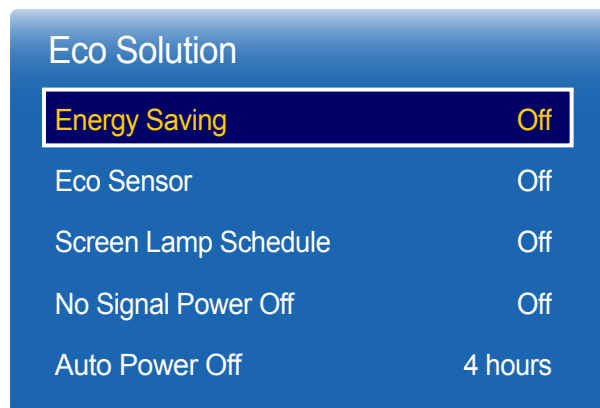 Eco Solution
Energy Saving Off
Eco Sensor Off
Screen Lamp Schedule Off
No Signal Power Off Off
Auto Power Off 4 hours